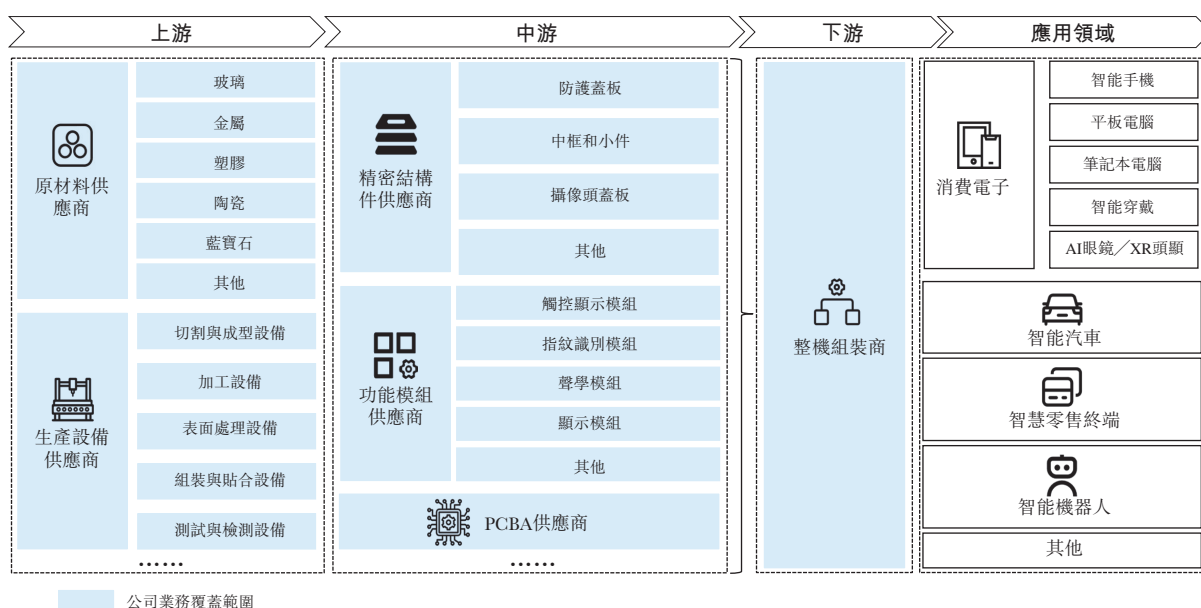 上游
中游
下游
應用領域
原材料供
應商
玻璃
金屬
塑膠
陶瓷
藍寶石
其他
生產設備
供應商
切割與成型設備
加工設備
表面處理設備
組裝與貼合設備
測試與檢測設備
……
精密結構
件供應商
防護蓋板
中框和小件
攝像頭蓋板
其他
功能模組
供應商
觸控顯示模組
指紋識別模組
聲學模組
顯示模組
其他
PCBA供應商
……
整機組裝商
消費電子
智能手機
平板電腦
筆記本電腦
智能穿戴
AI眼鏡／XR頭顯
智能汽車
智慧零售終端
智能機器人
其他
公司業務覆蓋範圍